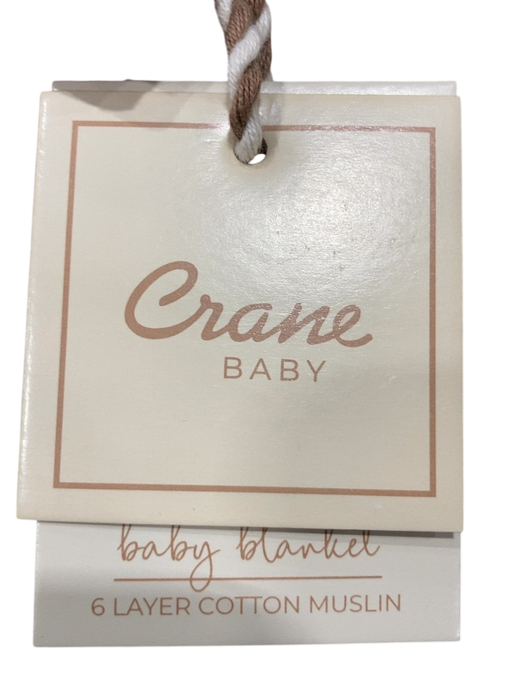 Crane
BABY
baby blanket
6 LAYER COTTON MUSLIN